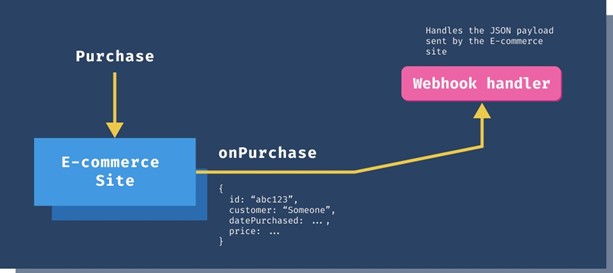 Handles the JSON payload
sent by the E-commerce
site
Purchase
Webhook handler
E-commerce
Site
onPurchase
{
id: “abc123”,
customer: “Someone”,
datePurchased: ...,
price: ...
}